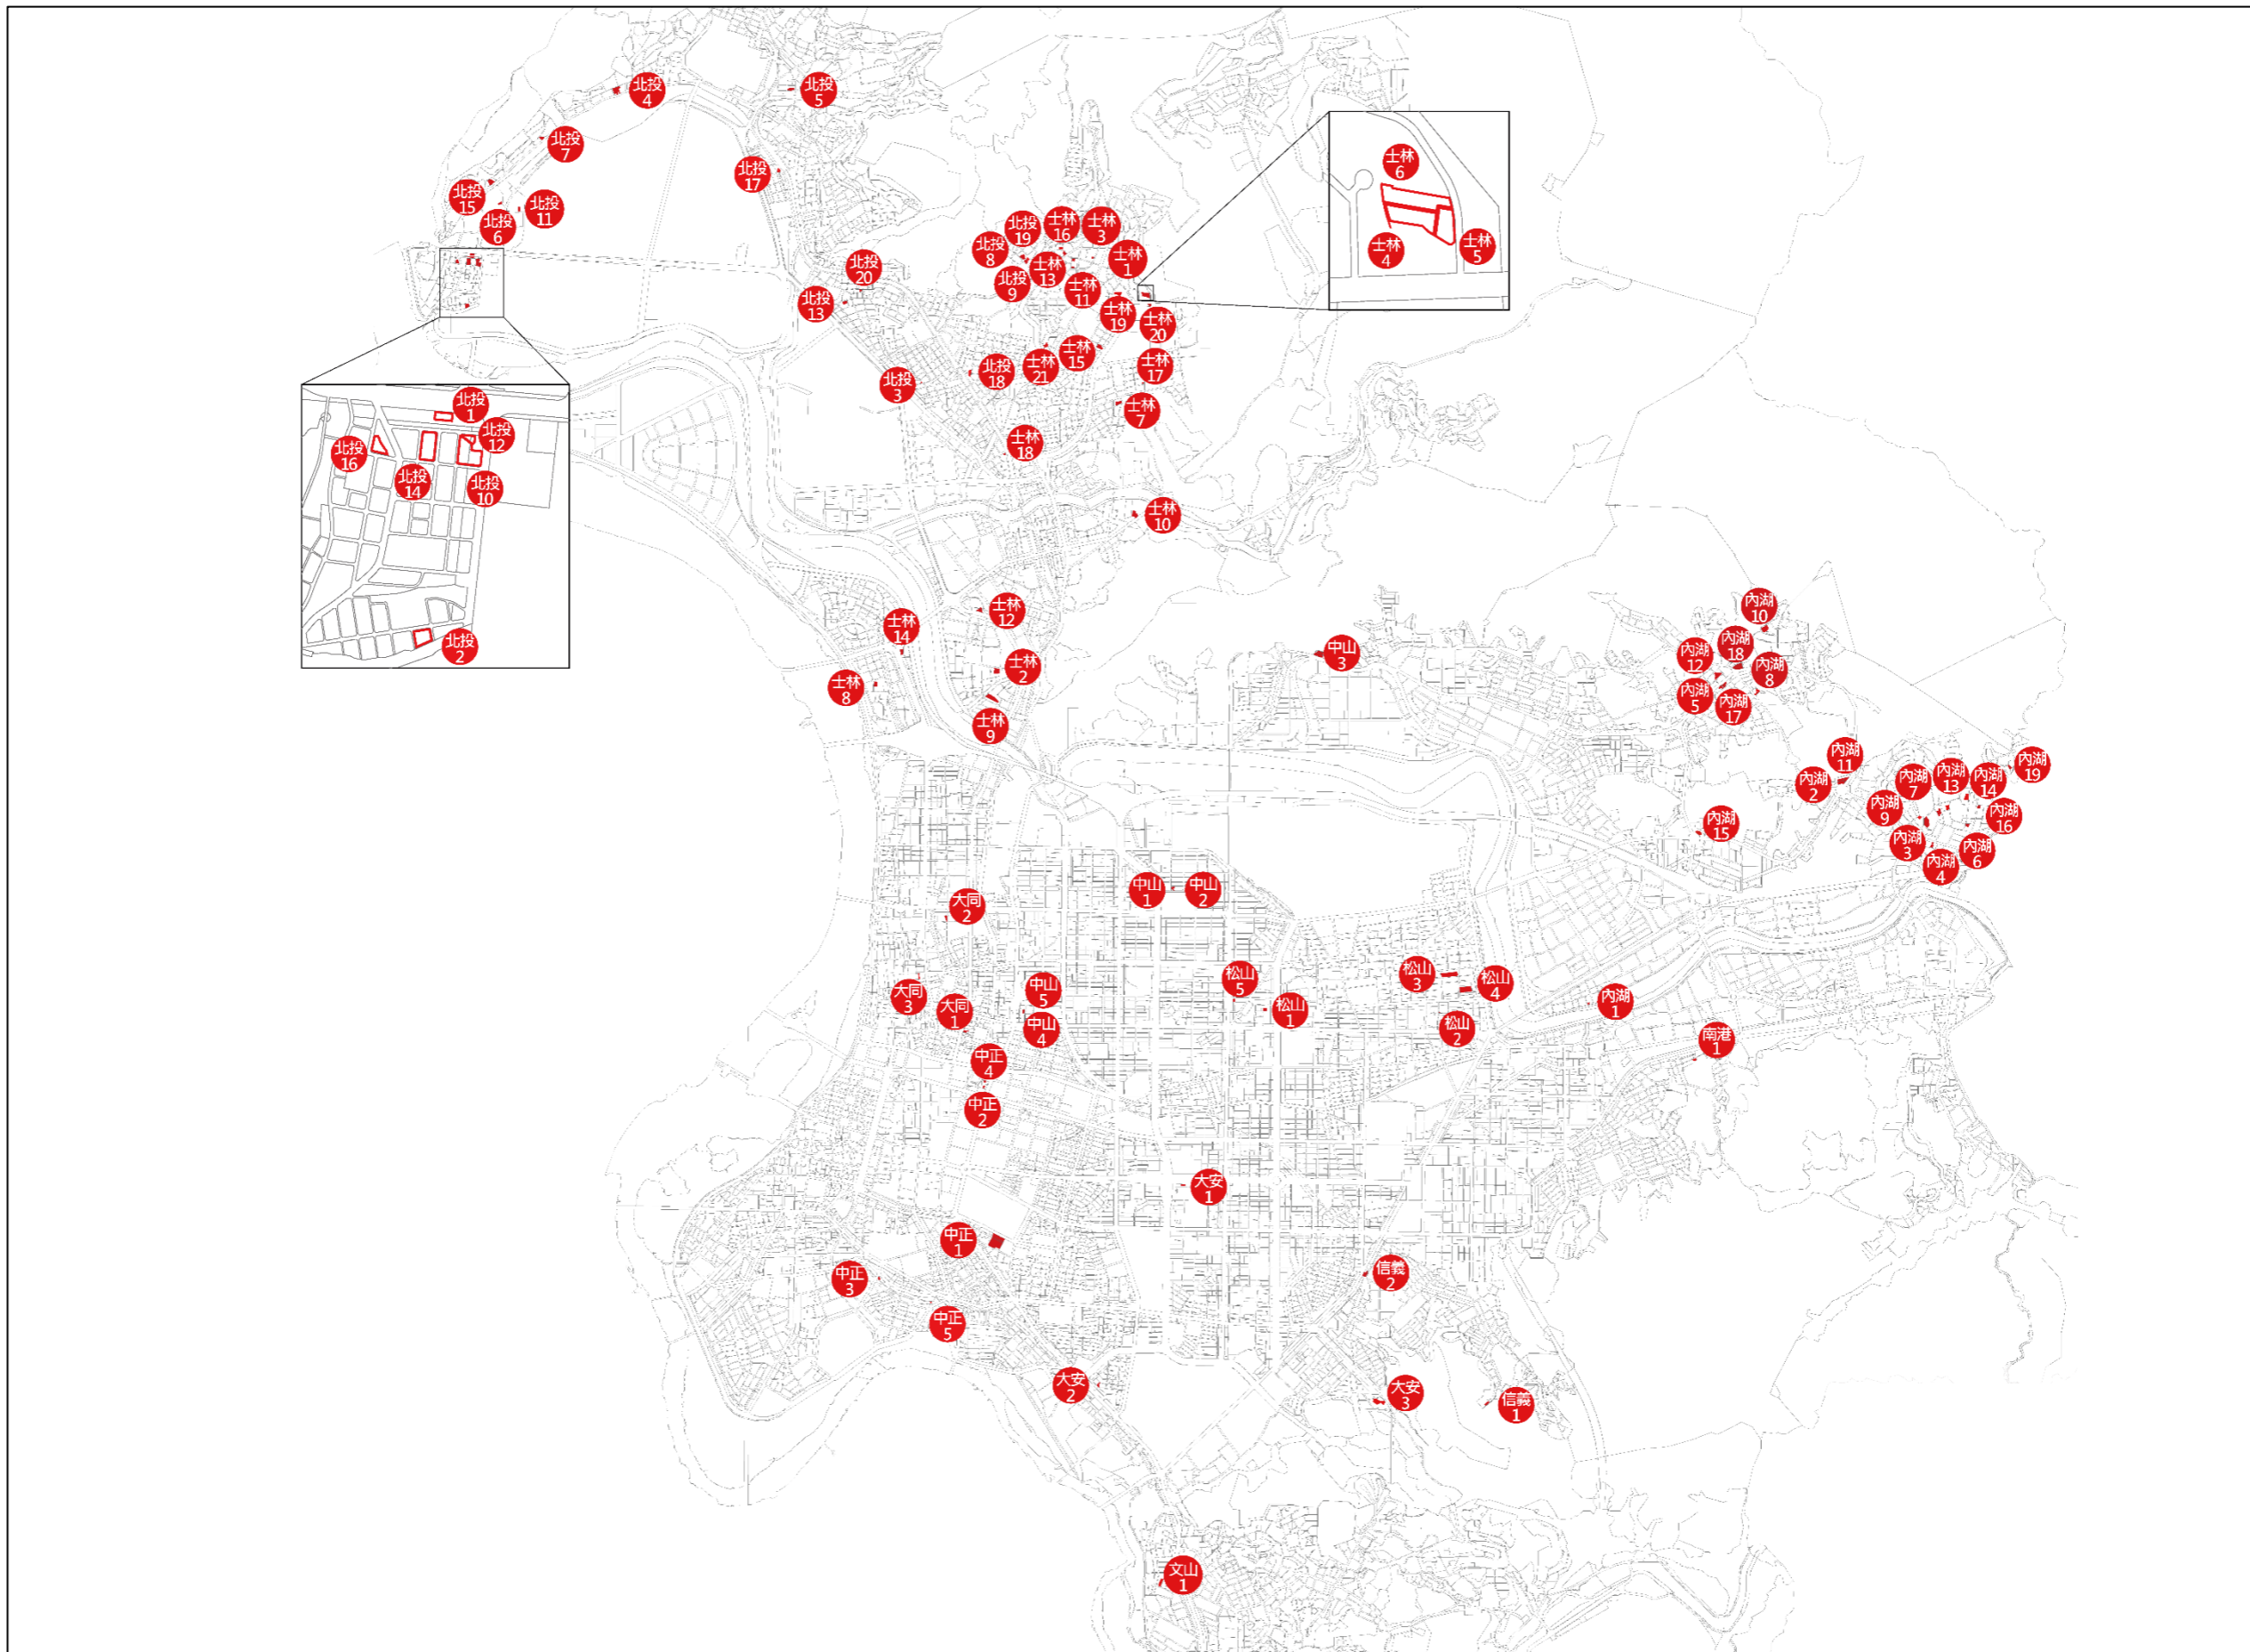 北投
4
北投
5
北投
7
北投
17
北投
15
北投
11
北投
6
北投
19
士林
16
士林
3
北投
8
士林
1
士林
13
北投
9
士林
11
北投
20
北投
13
士林
19
士林
20
士林
6
士林
4
士林
5
士林
15
士林
21
士林
17
北投
18
北投
3
士林
7
士林
18
北投
1
北投
12
北投
16
北投
14
北投
10
北投
2
士林
10
士林
12
士林
14
士林
2
士林
8
士林
9
中山
3
內湖
10
內湖
18
內湖
12
內湖
8
內湖
5
內湖
17
內湖
11
內湖
2
內湖
19
內湖
7
內湖
13
內湖
14
內湖
9
內湖
16
內湖
15
內湖
3
內湖
6
內湖
4
中山
1
中山
2
大同
2
松山
5
松山
3
松山
4
中山
5
大同
3
大同
1
松山
1
內湖
1
中山
4
松山
2
南港
1
中正
4
中正
2
大安
1
中正
1
中正
3
信義
2
中正
5
大安
2
大安
3
信義
1
文山
1